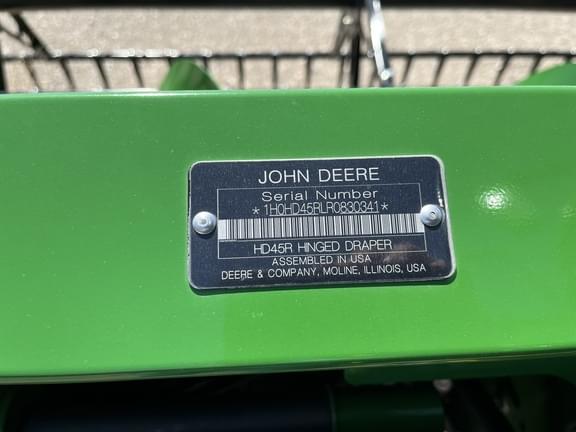 JOHN DEERE
Serial Number
*1H0HD45RLR0830341*
HD45R HINGED DRAPER
ASSEMBLED IN USA
DEERE & COMPANY, MOLINE, ILLINOIS, USA